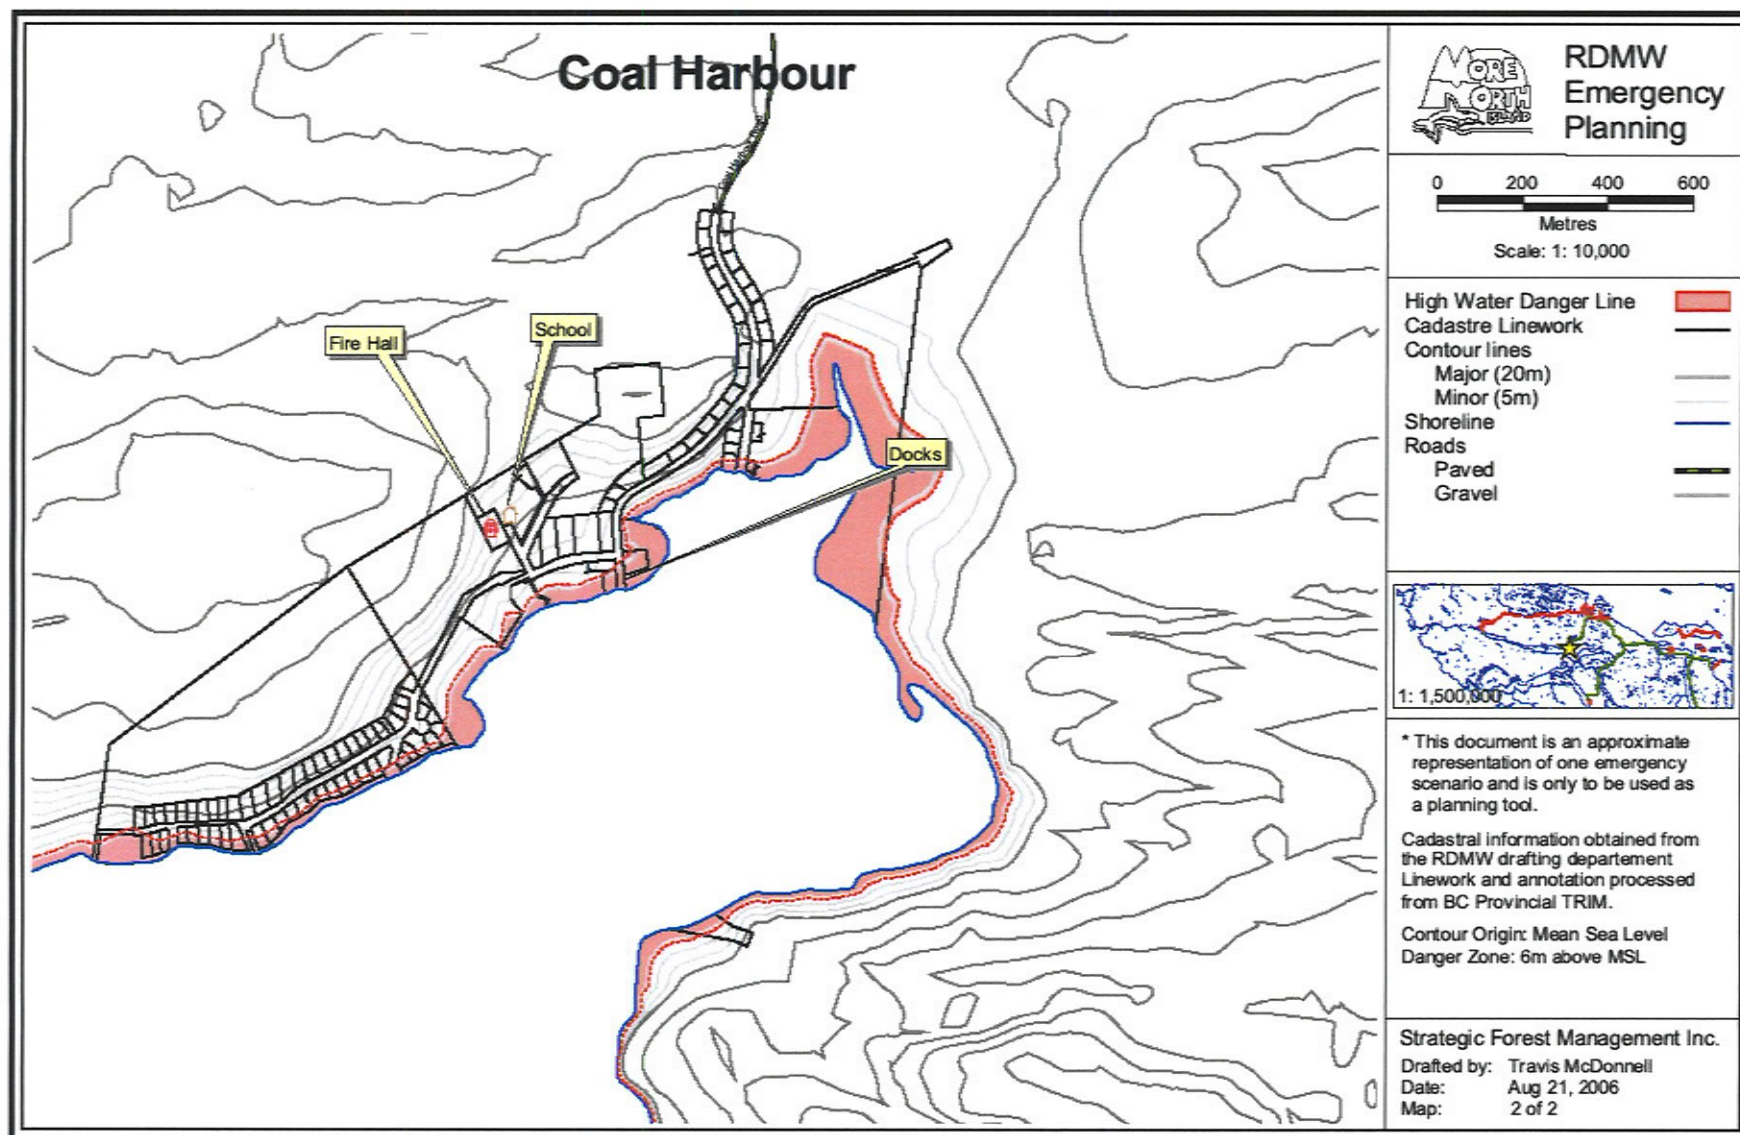 Coal Harbour
Fire Hall
School
Docks
MORE
NORTH
ISLAND
RDMW
Emergency
Planning
0 200 400 600
Metres
Scale: 1: 10,000
High Water Danger Line
Cadastre Linework
Contour lines
Major (20m)
Minor (5m)
Shoreline
Roads
Paved
Gravel
1: 1,500,000
* This document is an approximate
representation of one emergency
scenario and is only to be used as
a planning tool.
Cadastral information obtained from
the RDMW drafting departement
Linework and annotation processed
from BC Provincial TRIM.
Contour Origin: Mean Sea Level
Danger Zone: 6m above MSL
Strategic Forest Management Inc.
Drafted by: Travis McDonnell
Date: Aug 21, 2006
Map: 2 of 2